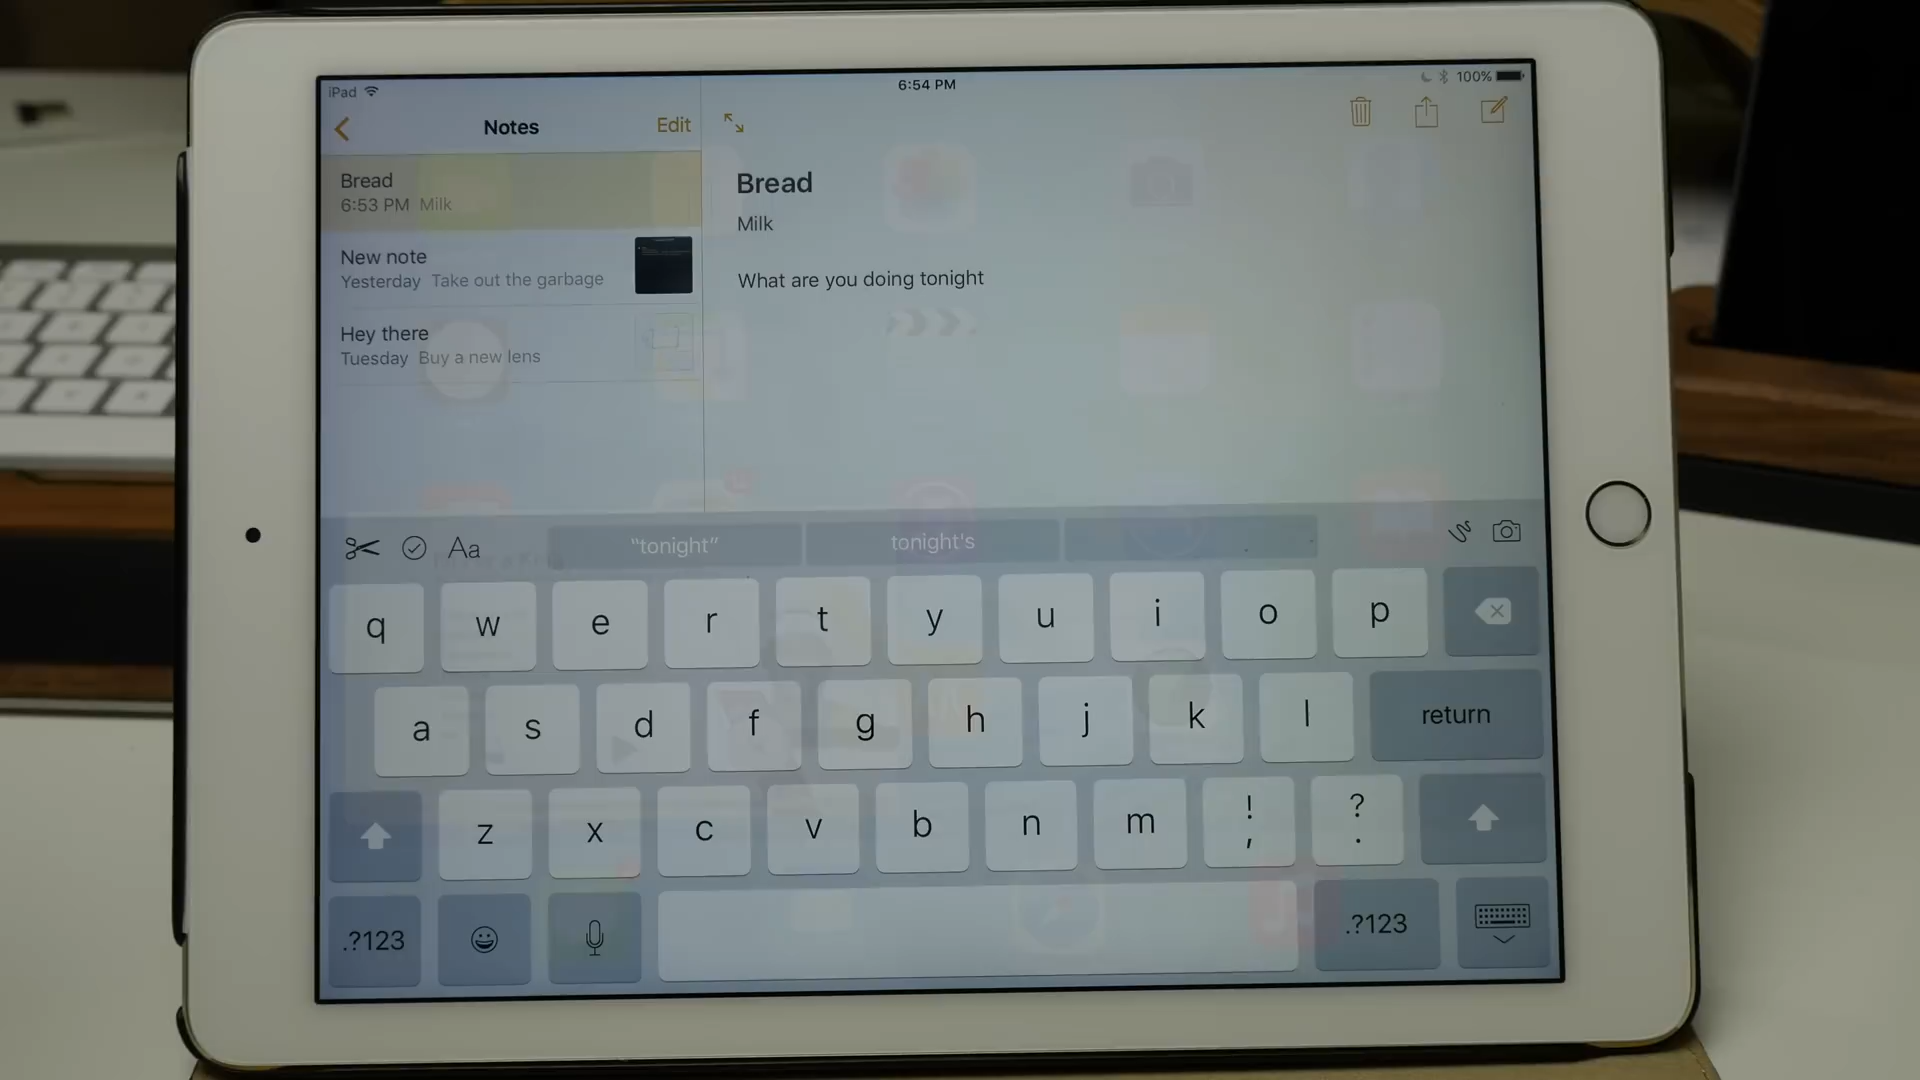 iPad
6:54 PM
100%
Notes
Edit
Bread
6:53 PM Milk
New note
Yesterday Take out the garbage
Hey there
Tuesday Buy a new lens
Bread
Milk
What are you doing tonight
Aa
“tonight”
tonight's
q w e r t y u i o p
a s d f g h j k l return
z x c v b n m ! , ? .
.?123 .?123